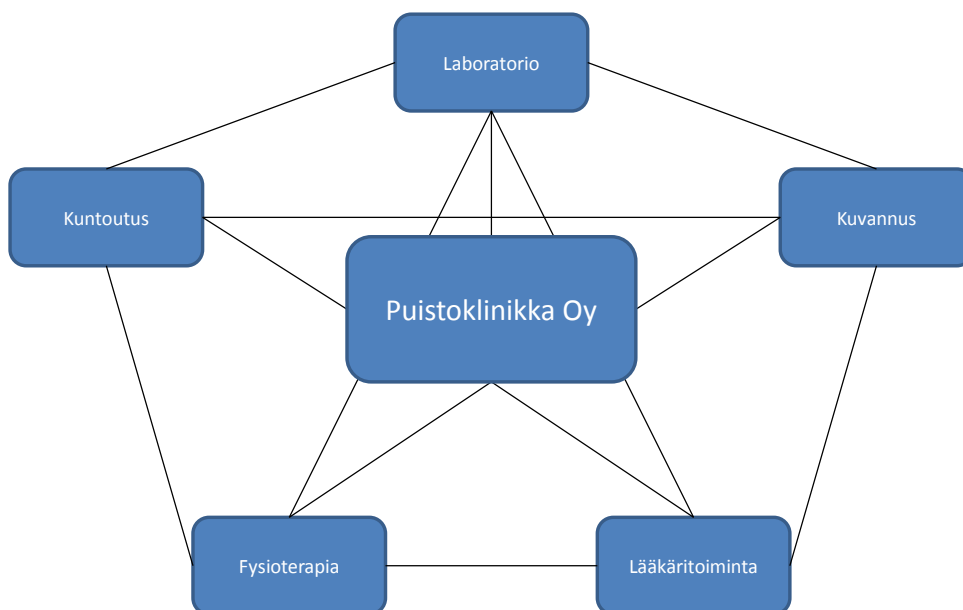 Laboratorio
Kuntoutus
Kuvannus
Puistoklinikka Oy
Fysioterapia
Lääkäritoiminta